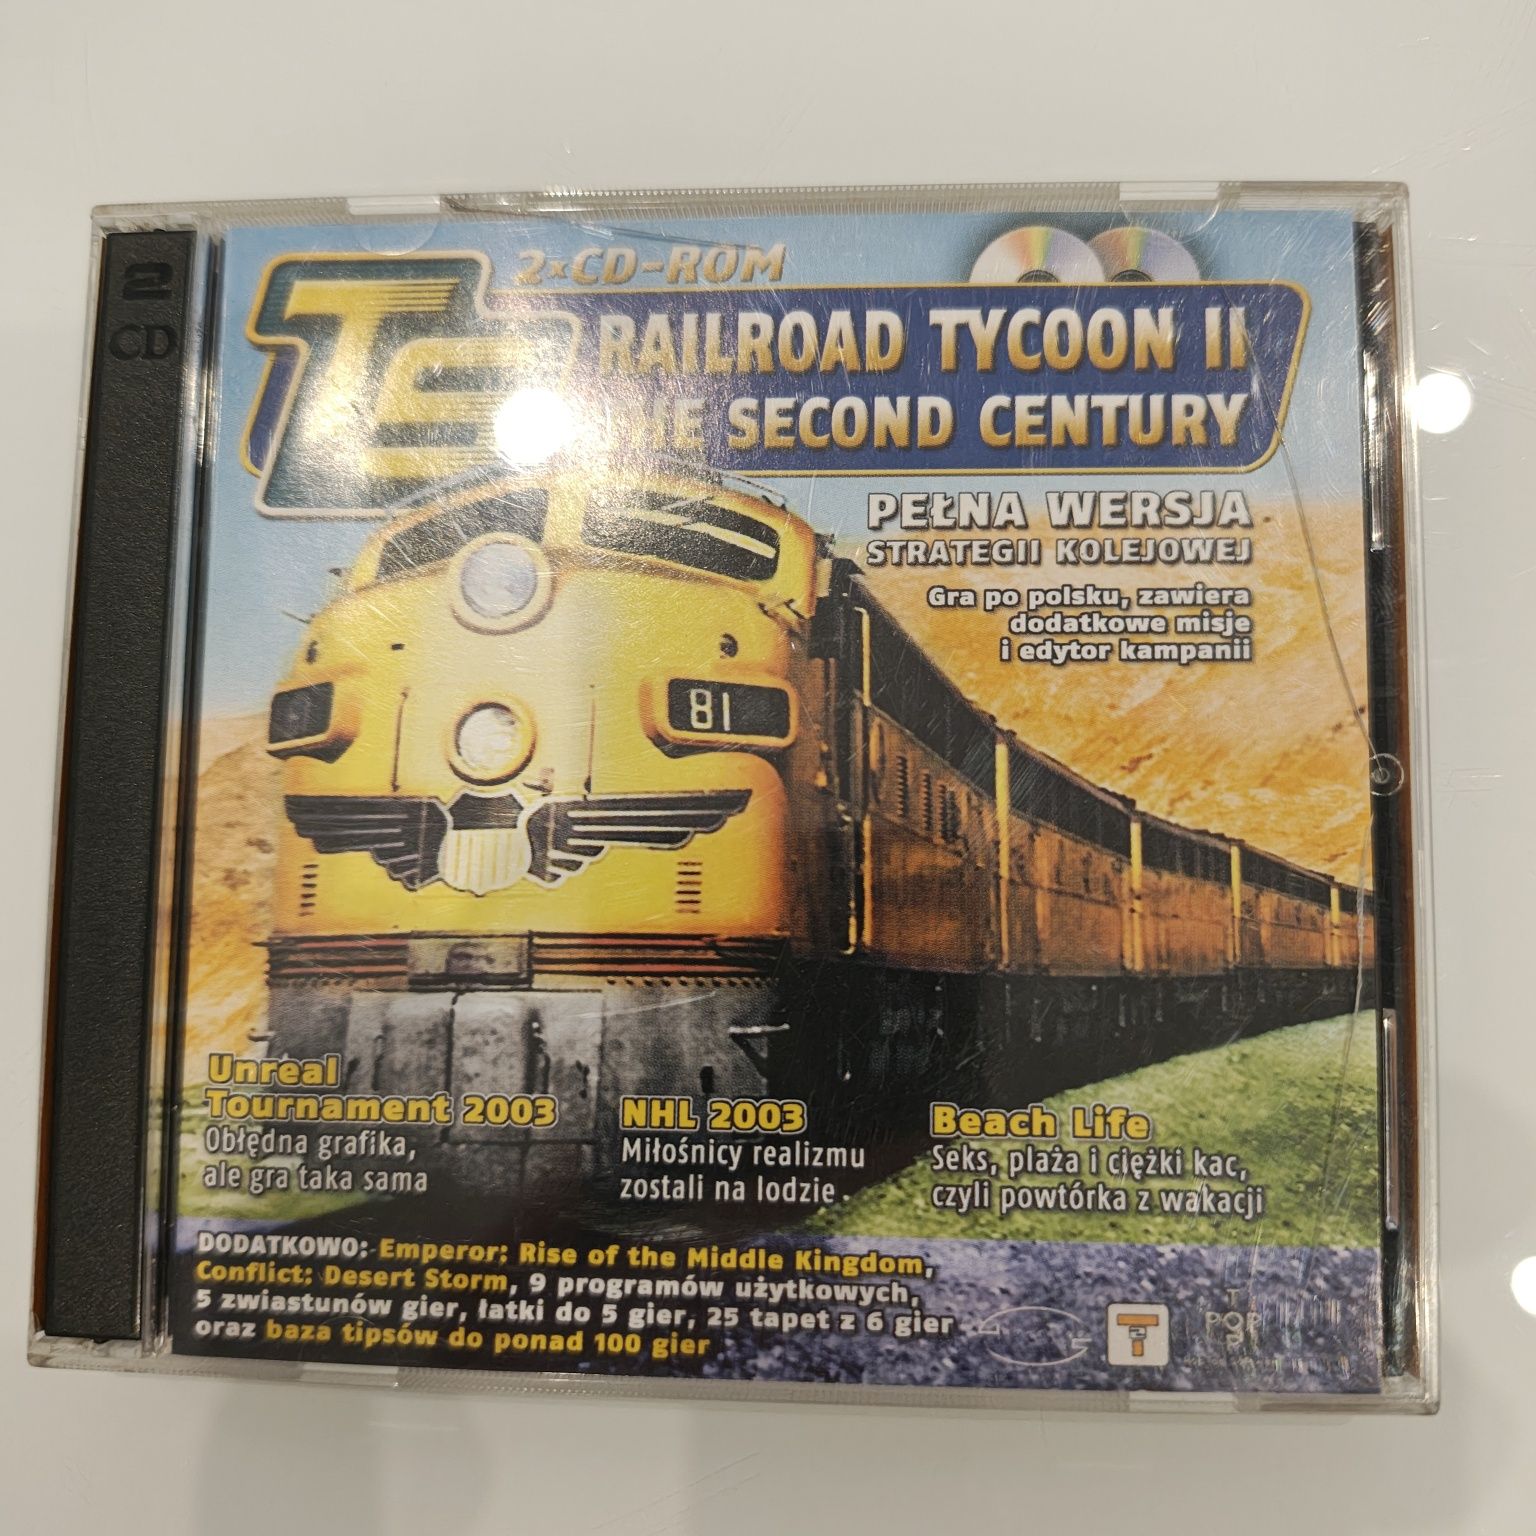 2
CD
2xCD-ROM
RAILROAD TYCOON II
THE SECOND CENTURY
PEŁNA WERSJA
STRATEGII KOLEJOWEJ
Gra po polsku, zawiera
dodatkowe misje
i edytor kampanii
81
Unreal
Tournament 2003
Obłędna grafika,
ale gra taka sama
NHL 2003
Miłośnicy realizmu
zostali na lodzie
Beach Life
Seks, plaża i ciężki kac,
czyli powtórka z wakacji
DODATKOWO: Emperor: Rise of the Middle Kingdom,
Conflict: Desert Storm, 9 programów użytkowych,
5 zwiastunów gier, łatki do 5 gier, 25 tapet z 6 gier
oraz baza tipsów do ponad 100 gier